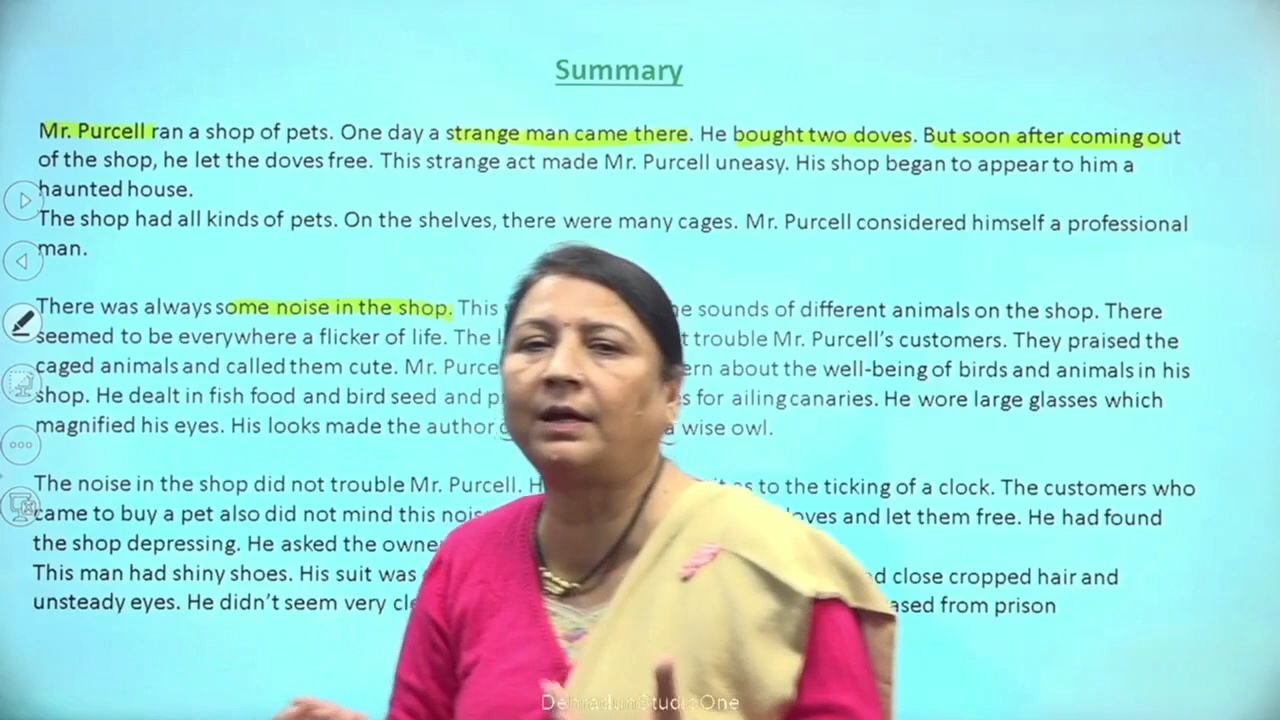 Summary
Mr. Purcell ran a shop of pets. One day a strange man came there. He bought two doves. But soon after coming out
of the shop, he let the doves free. This strange act made Mr. Purcell uneasy. His shop began to appear to him a
haunted house.
The shop had all kinds of pets. On the shelves, there were many cages. Mr. Purcell considered himself a professional
man.
There was always some noise in the shop. This sounds of different animals on the shop. There
seemed to be everywhere a flicker of life. The trouble Mr. Purcell's customers. They praised the
caged animals and called them cute. Mr. about the well-being of birds and animals in his
shop. He dealt in fish food and bird seed and for ailing canaries. He wore large glasses which
magnified his eyes. His looks made the author a wise owl.
The noise in the shop did not trouble Mr. Purcell. to the ticking of a clock. The customers who
came to buy a pet also did not mind this and let them free. He had found
the shop depressing. He asked the
This man had shiny shoes. His suit was close cropped hair and
unsteady eyes. He didn't seem very from prison
DehradunStudioOne